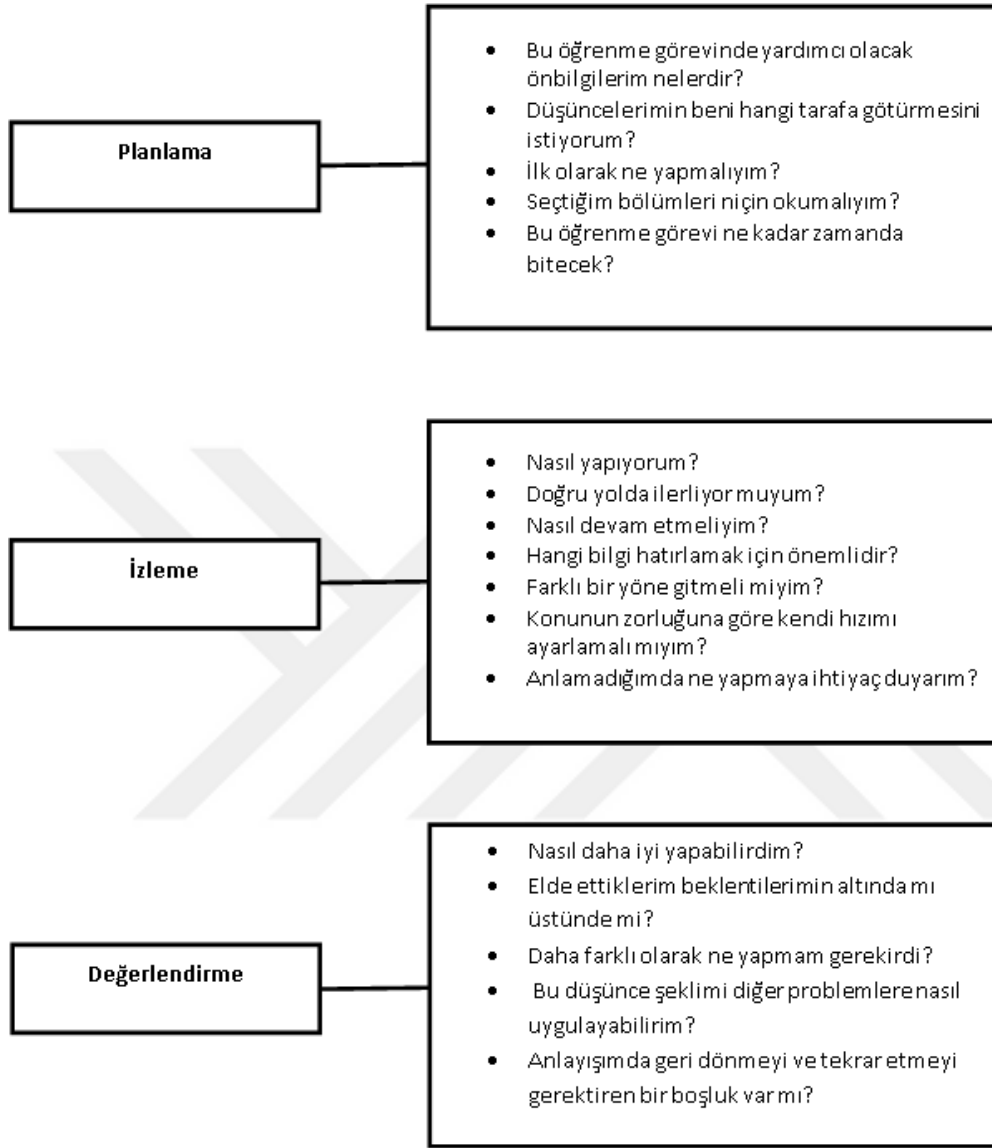 Planlama
• Bu öğrenme görevinde yardımcı olacak
önbilgilerim nelerdir?
• Düşüncelerimin beni hangi tarafa götürmesini
istiyorum?
• İlk olarak ne yapmalıyım?
• Seçtiğim bölümleri niçin okumalıyım?
• Bu öğrenme görevi ne kadar zamanda
bitecek?
İzleme
• Nasıl yapıyorum?
• Doğru yolda ilerliyor muyum?
• Nasıl devam etmeliyim?
• Hangi bilgi hatırlamak için önemlidir?
• Farklı bir yöne gitmeli miyim?
• Konunun zorluğuna göre kendi hızımı
ayarlamalı mıyım?
• Anlamadığımda ne yapmaya ihtiyaç duyarım?
Değerlendirme
• Nasıl daha iyi yapabilirdim?
• Elde ettiklerim beklentilerimin altında mı
üstünde mi?
• Daha farklı olarak ne yapmam gerekirdi?
• Bu düşünce şeklimi diğer problemlere nasıl
uygulayabilirim?
• Anlayışımda geri dönmeyi ve tekrar etmeyi
gerektiren bir boşluk var mı?